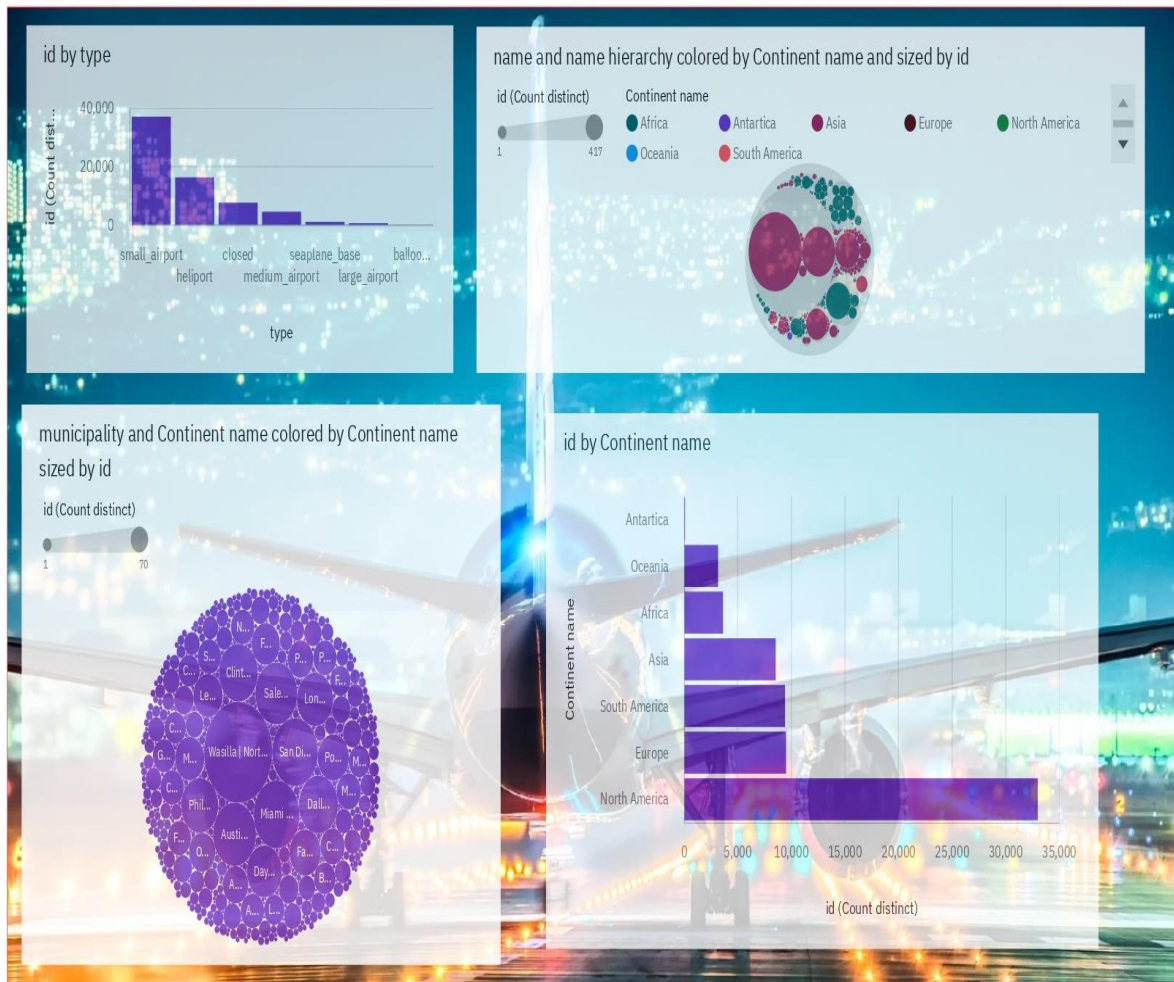 id by type
id (Count dist...
40,000
20,000
0
small_airport
closed
seaplane_base
balloo...
heliport
medium_airport
large_airport
type
name and name hierarchy colored by Continent name and sized by id
id (Count distinct)
1
417
Continent name
Africa
Antartica
Asia
Europe
North America
Oceania
South America
municipality and Continent name colored by Continent name
sized by id
id (Count distinct)
1
70
N...
F...
S...
P...
P...
C...
Clint...
F...
Le...
Sale...
Lon...
C...
G...
M...
Wasilla | Nort...
San Di...
Po...
M...
C...
Phil...
Miami ...
Dall...
M...
F...
Austi...
O...
Fa...
C...
Day...
A...
B...
A...
L...
id by Continent name
Continent name
Antartica
Oceania
Africa
Asia
South America
Europe
North America
0
5,000
10,000
15,000
20,000
25,000
30,000
35,000
id (Count distinct)